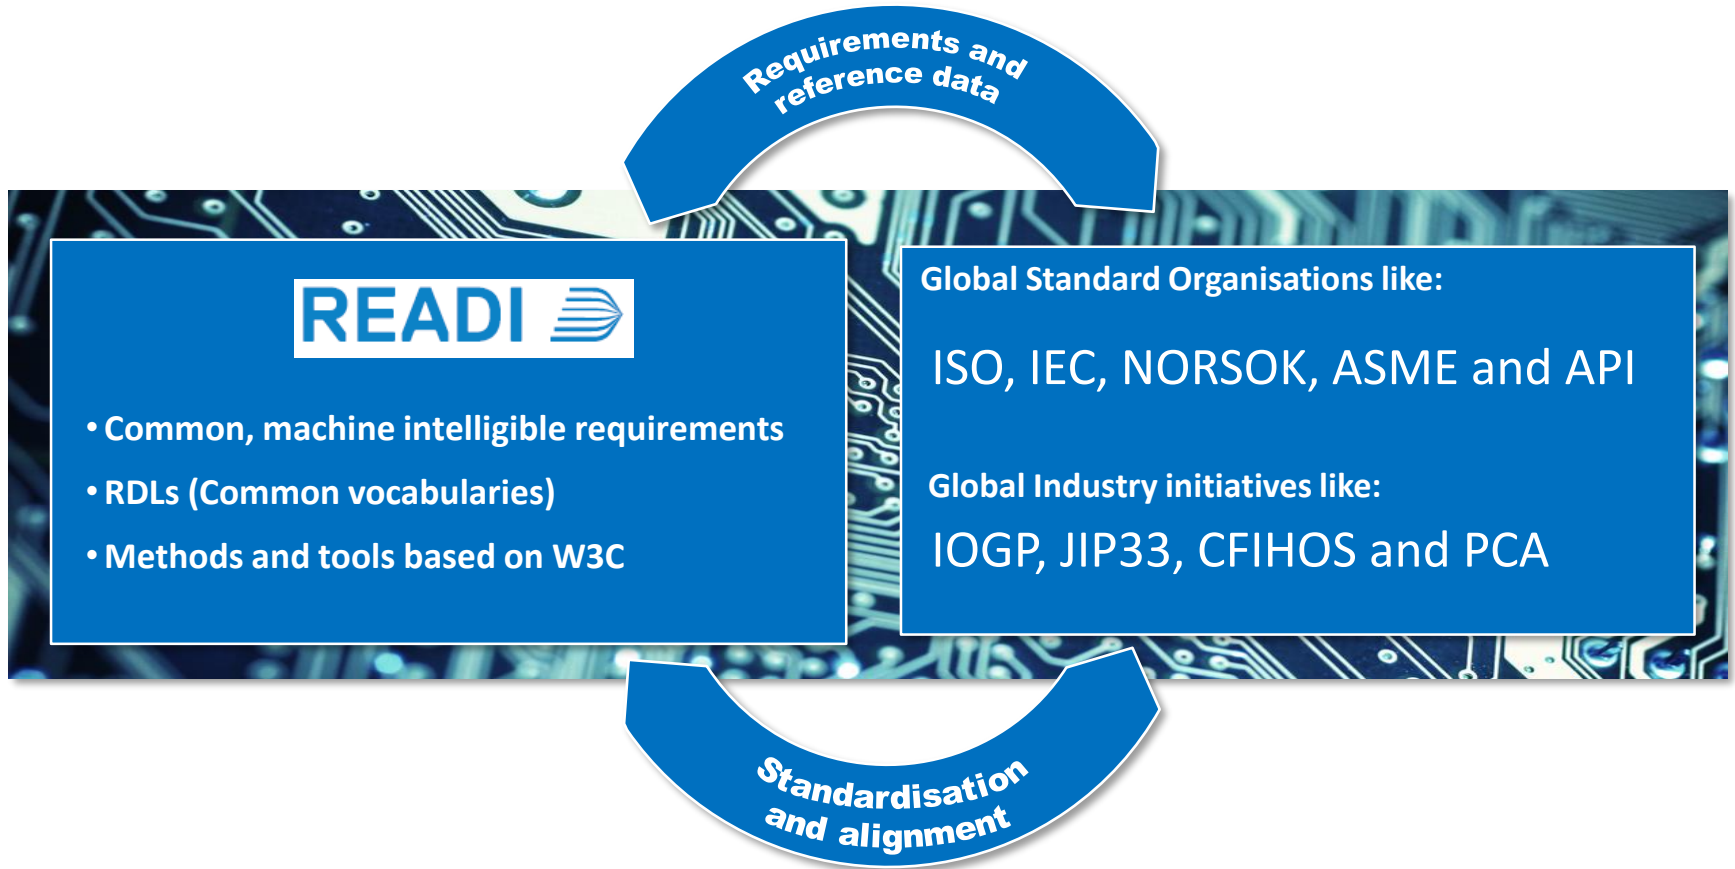 Requirements and
reference data
READI
• Common, machine intelligible requirements
• RDLs (Common vocabularies)
• Methods and tools based on W3C
Global Standard Organisations like:
ISO, IEC, NORSOK, ASME and API
Global Industry initiatives like:
IOGP, JIP33, CFIHOS and PCA
Standardisation
and alignment